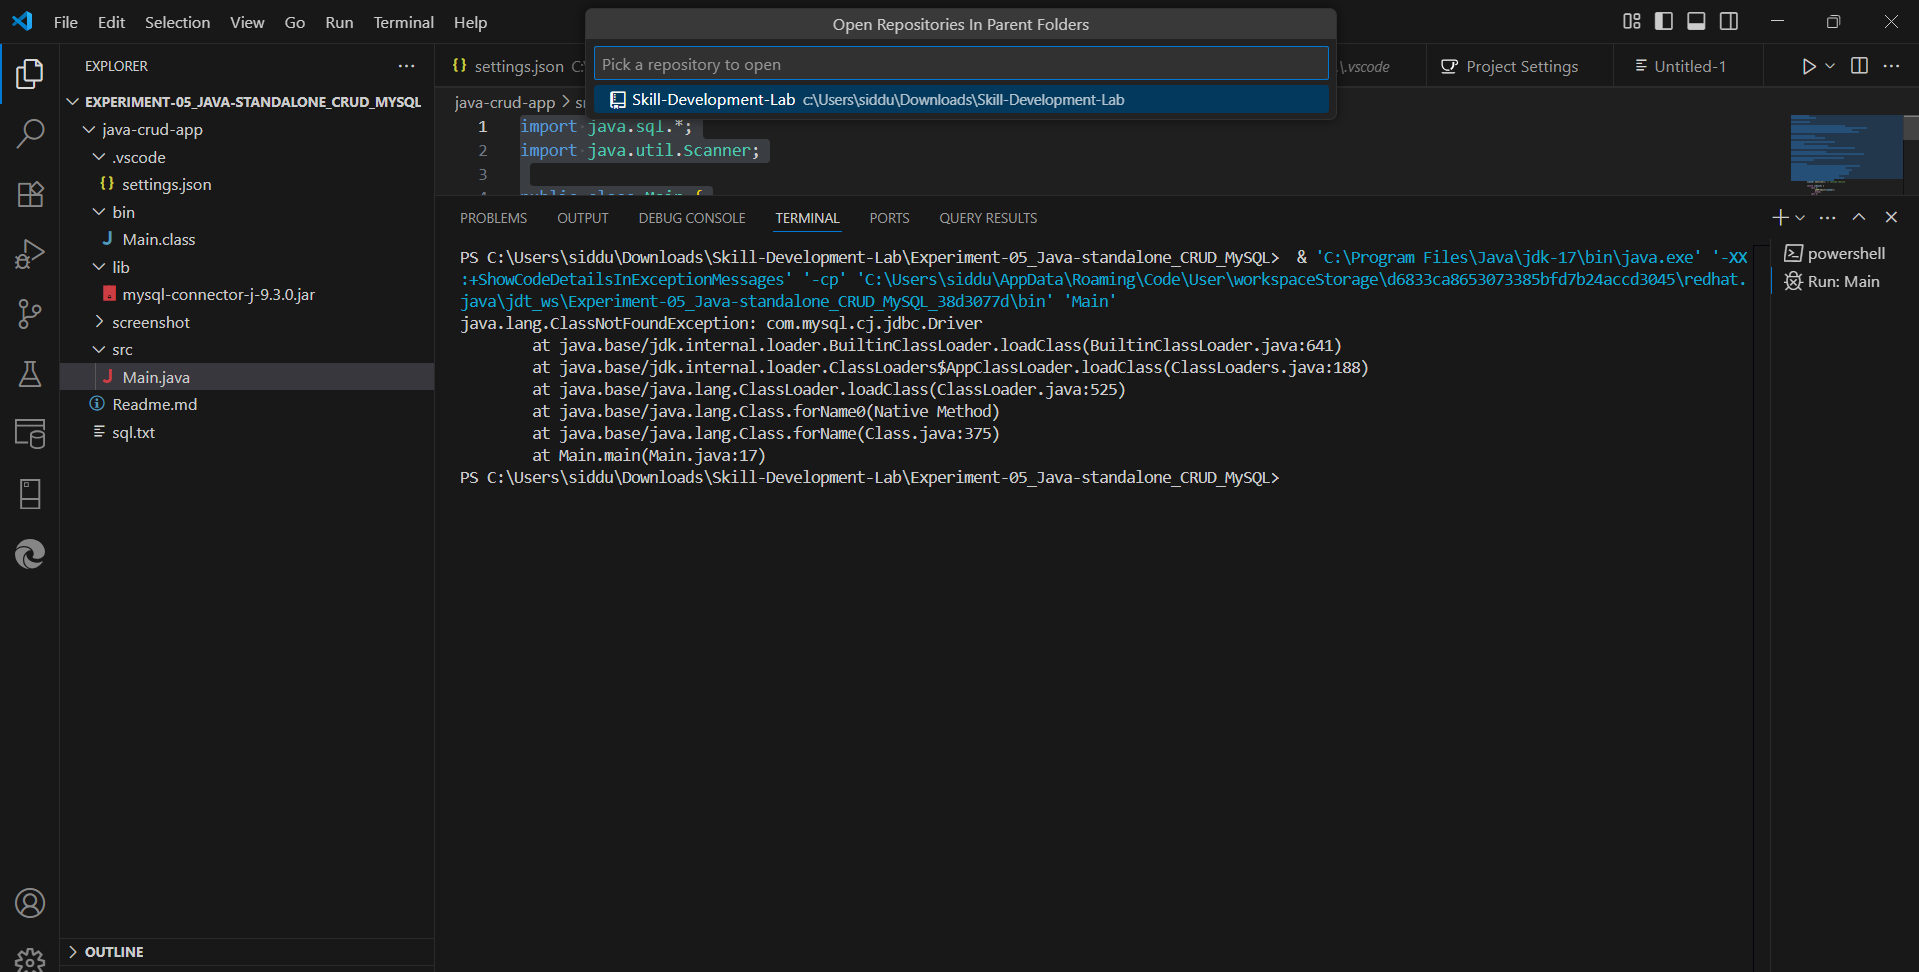 File Edit Selection View Go Run Terminal Help
Open Repositories In Parent Folders
Pick a repository to open
Skill-Development-Lab c:\Users\siddu\Downloads\Skill-Development-Lab
EXPLORER
EXPERIMENT-05_JAVA-STANDALONE_CRUD_MYSQL
java-crud-app
.vscode
{} settings.json
bin
J Main.class
lib
mysql-connector-j-9.3.0.jar
screenshot
src
J Main.java
Readme.md
sql.txt
OUTLINE
{} settings.json C:\ .\.vscode Project Settings Untitled-1
java-crud-app
1 import java.sql.*;
2 import java.util.Scanner;
3
4 public class Main {
PROBLEMS OUTPUT DEBUG CONSOLE TERMINAL PORTS QUERY RESULTS
PS C:\Users\siddu\Downloads\Skill-Development-Lab\Experiment-05_Java-standalone_CRUD_MySQL> & 'C:\Program Files\Java\jdk-17\bin\java.exe' '-XX
:+ShowCodeDetailsInExceptionMessages' '-cp' 'C:\Users\siddu\AppData\Roaming\Code\User\workspaceStorage\d6833ca8653073385bfd7b24accd3045\redhat.
java\jdt_ws\Experiment-05_Java-standalone_CRUD_MySQL_38d3077d\bin' 'Main'
java.lang.ClassNotFoundException: com.mysql.cj.jdbc.Driver
at java.base/jdk.internal.loader.BuiltinClassLoader.loadClass(BuiltinClassLoader.java:641)
at java.base/jdk.internal.loader.ClassLoaders$AppClassLoader.loadClass(ClassLoaders.java:188)
at java.base/java.lang.ClassLoader.loadClass(ClassLoader.java:525)
at java.base/java.lang.Class.forName0(Native Method)
at java.base/java.lang.Class.forName(Class.java:375)
at Main.main(Main.java:17)
PS C:\Users\siddu\Downloads\Skill-Development-Lab\Experiment-05_Java-standalone_CRUD_MySQL>
powershell
Run: Main